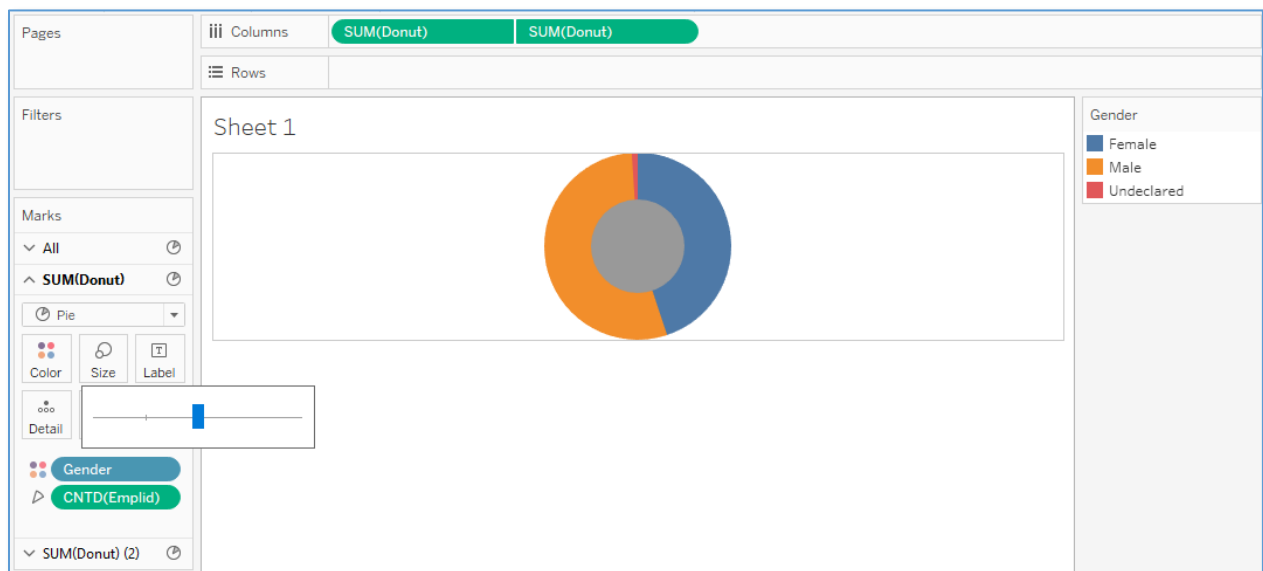 Pages
iii Columns
SUM(Donut)
SUM(Donut)
Rows
Filters
Sheet 1
Gender
Female
Male
Undeclared
Marks
All
SUM(Donut)
Pie
Color
Size
Label
Detail
Gender
CNTD(Emplid)
SUM(Donut) (2)